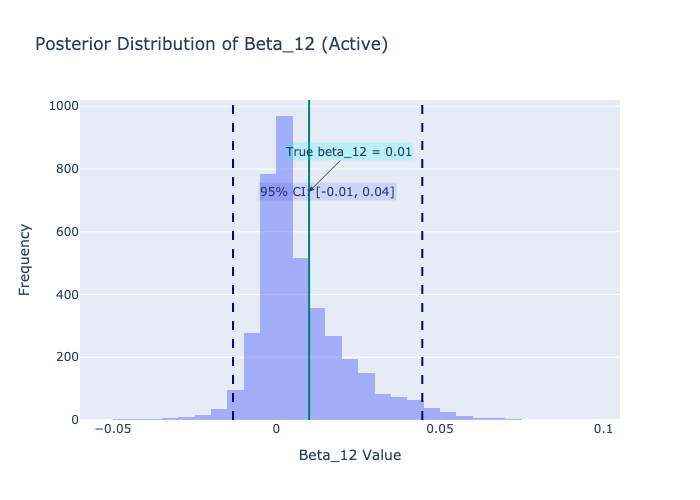 Posterior Distribution of Beta_12 (Active)
1000
True beta_12 = 0.01
800
95% CI: [-0.01, 0.04]
600
400
200
0
Frequency
−0.05
0
0.05
0.1
Beta_12 Value